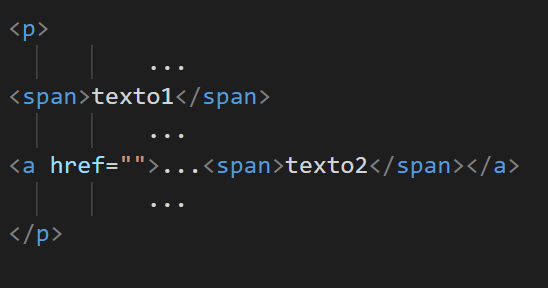 <p>
...
<span>texto1</span>
...
<a href="">...<span>texto2</span></a>
...
</p>